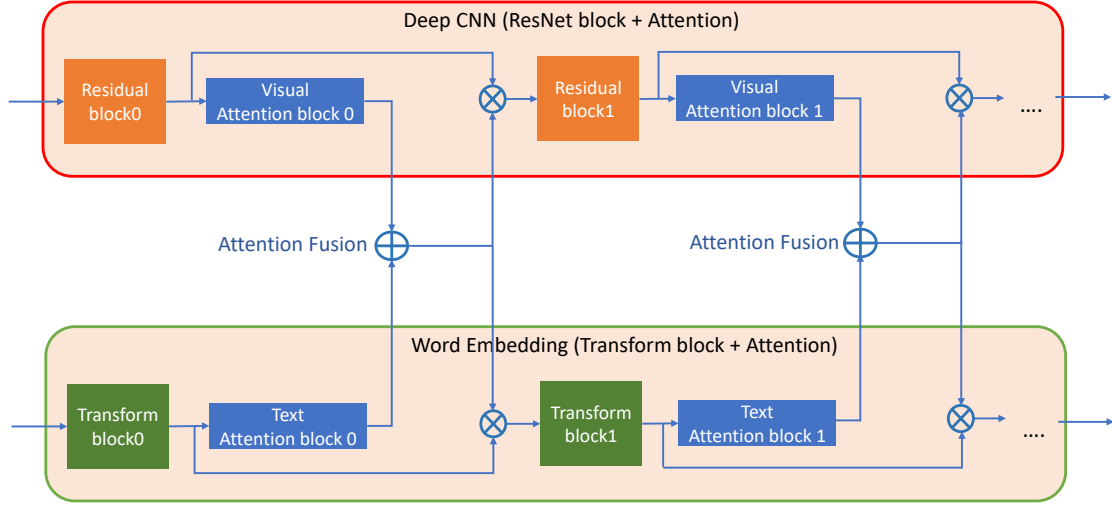 Deep CNN (ResNet block + Attention)
Residual
block0
Visual
Attention block 0
Residual
block1
Visual
Attention block 1
....
Attention Fusion
Attention Fusion
Word Embedding (Transform block + Attention)
Transform
block0
Text
Attention block 0
Transform
block1
Text
Attention block 1
....